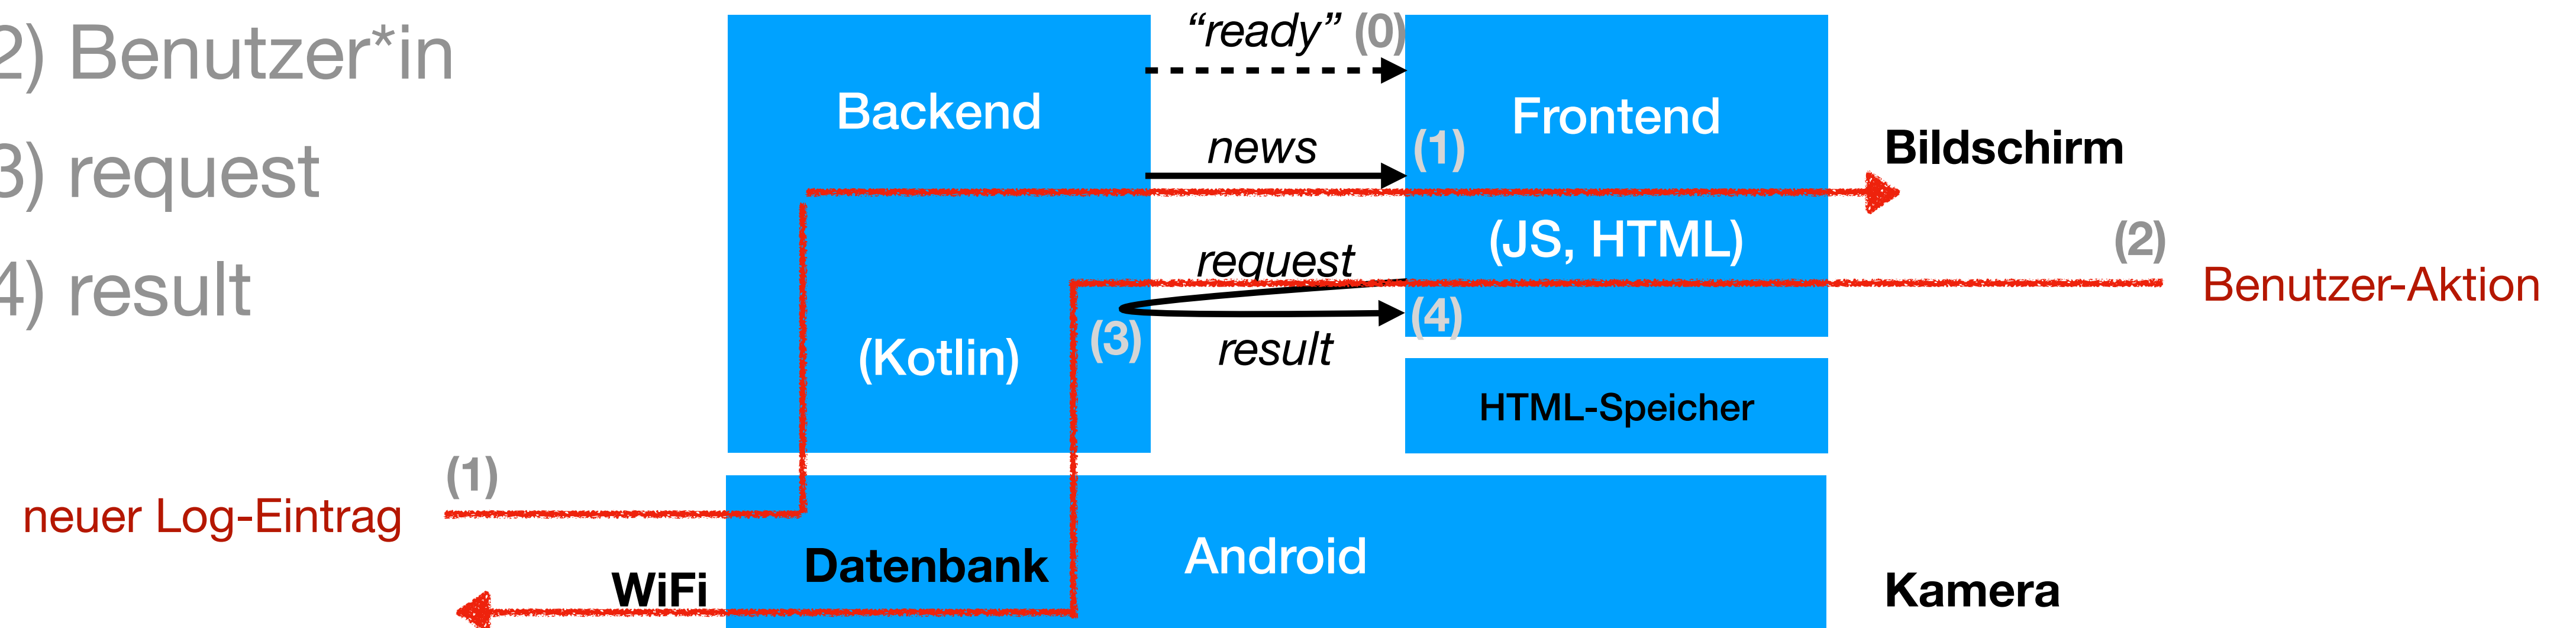 2) Benutzer*in
3) request
4) result
“ready” (0)
Backend
Frontend
news
(1)
Bildschirm
(JS, HTML)
(2)
request
Benutzer-Aktion
(3)
(4)
result
(Kotlin)
HTML-Speicher
(1)
neuer Log-Eintrag
Datenbank
Android
WiFi
Kamera